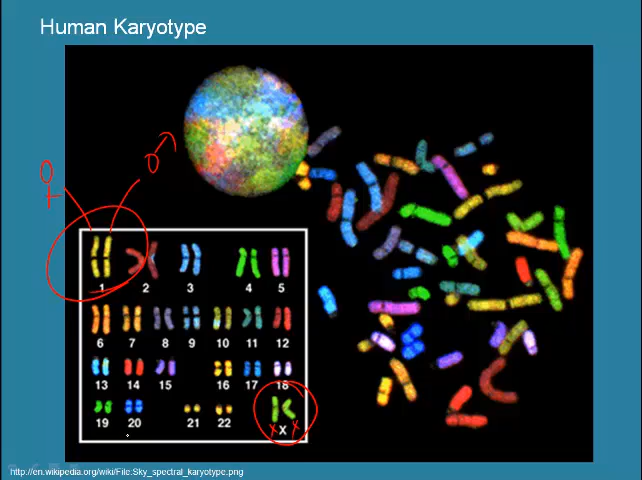 Human Karyotype
♀
♂
1 2 3 4 5
6 7 8 9 10 11 12
13 14 15 16 17 18
19 20 21 22 X X X
http://en.wikipedia.org/wiki/File:Sky_spectral_karyotype.png